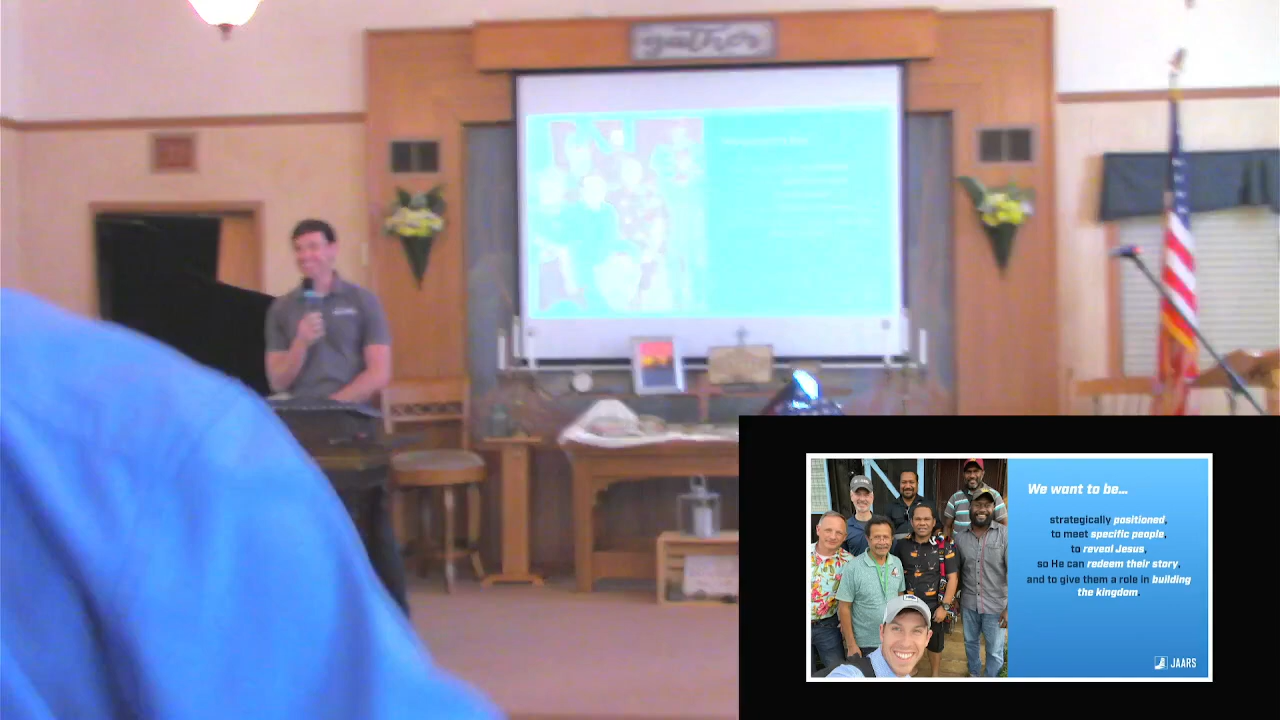 gather
We want to be...
strategically positioned,
to meet specific people,
to reveal Jesus,
so He can redeem their story,
and to give them a role in building
the kingdom.
JAARS